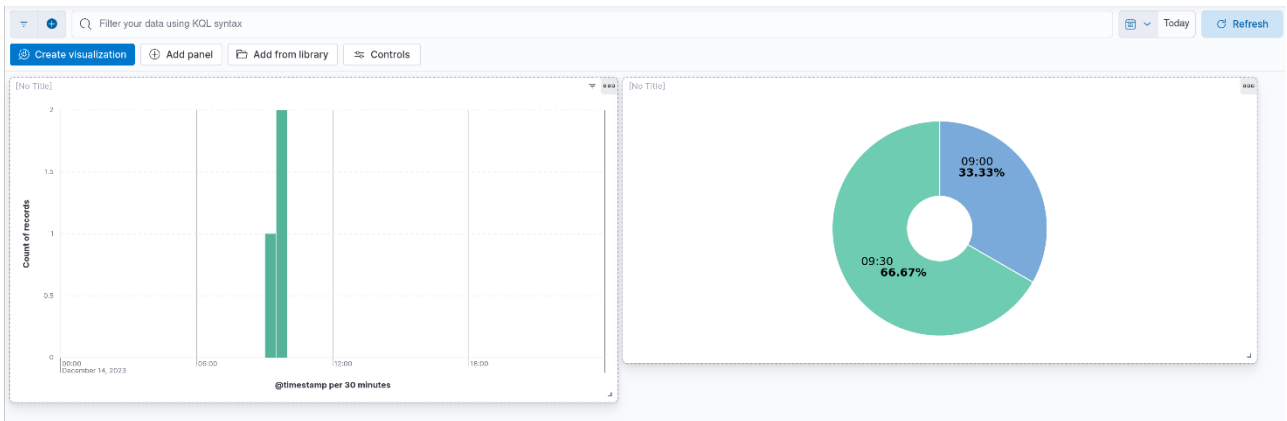 Filter your data using KQL syntax
Today
Refresh
Create visualization
Add panel
Add from library
Controls
[No Title]
2
1.5
1
0.5
0
Count of records
00:00
December 14, 2023
06:00
12:00
18:00
@timestamp per 30 minutes
[No Title]
09:00
33.33%
09:30
66.67%